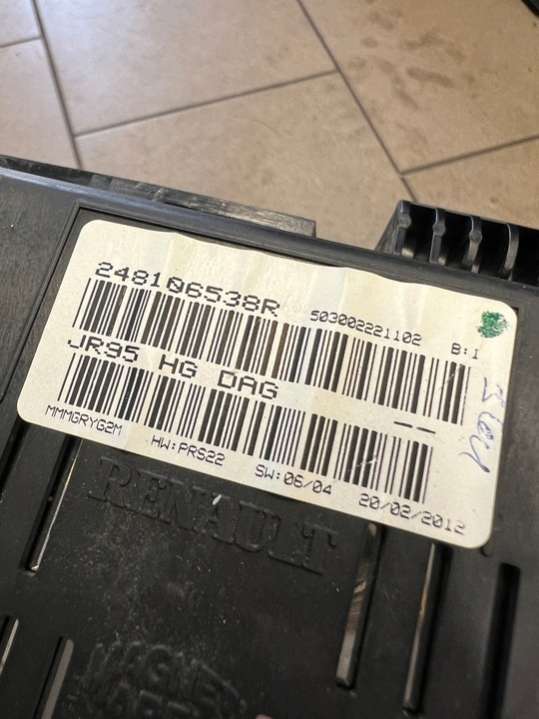 248106538R
503002221102 B:1
JR95 HG DAG --
MMMGRYG2M HW:PRS22 SW:06/04 20/02/2012
RENAULT